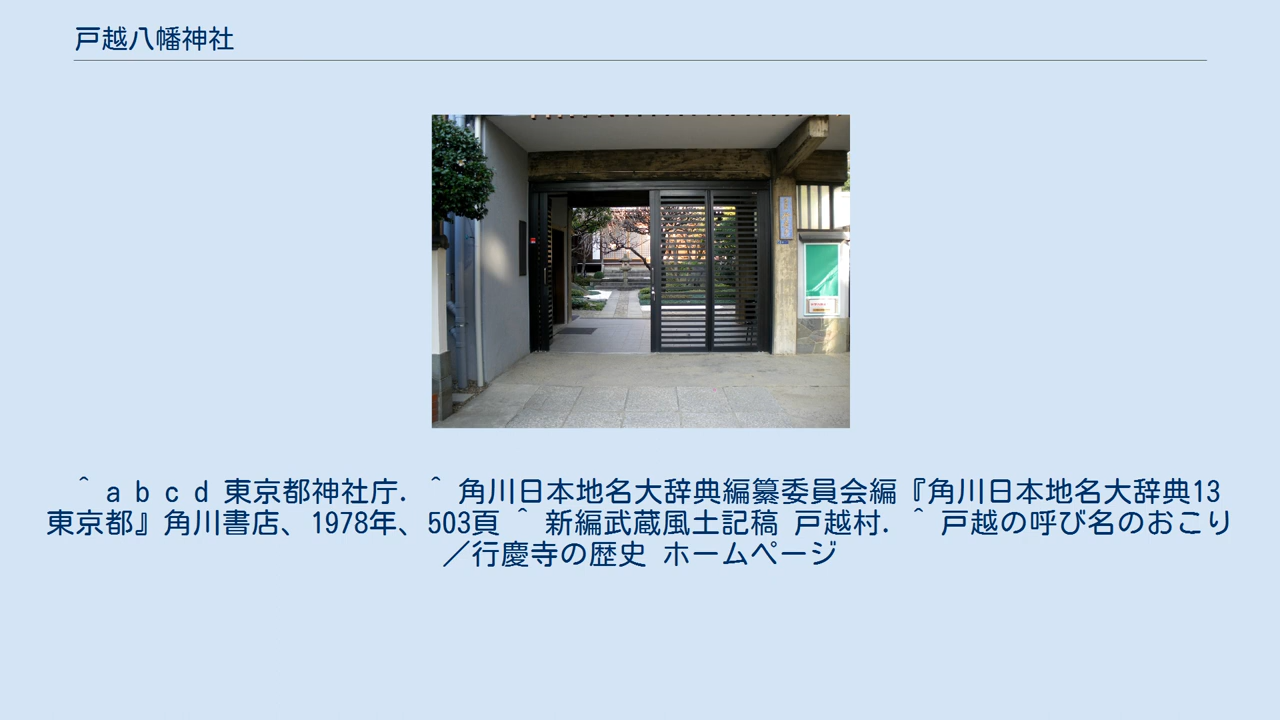 戸越八幡神社
^ a b c d 東京都神社庁. ^ 角川日本地名大辞典編纂委員会編『角川日本地名大辞典13
東京都』角川書店、1978年、503頁 ^ 新編武蔵風土記稿 戸越村. ^ 戸越の呼び名のおこり
／行慶寺の歴史 ホームページ